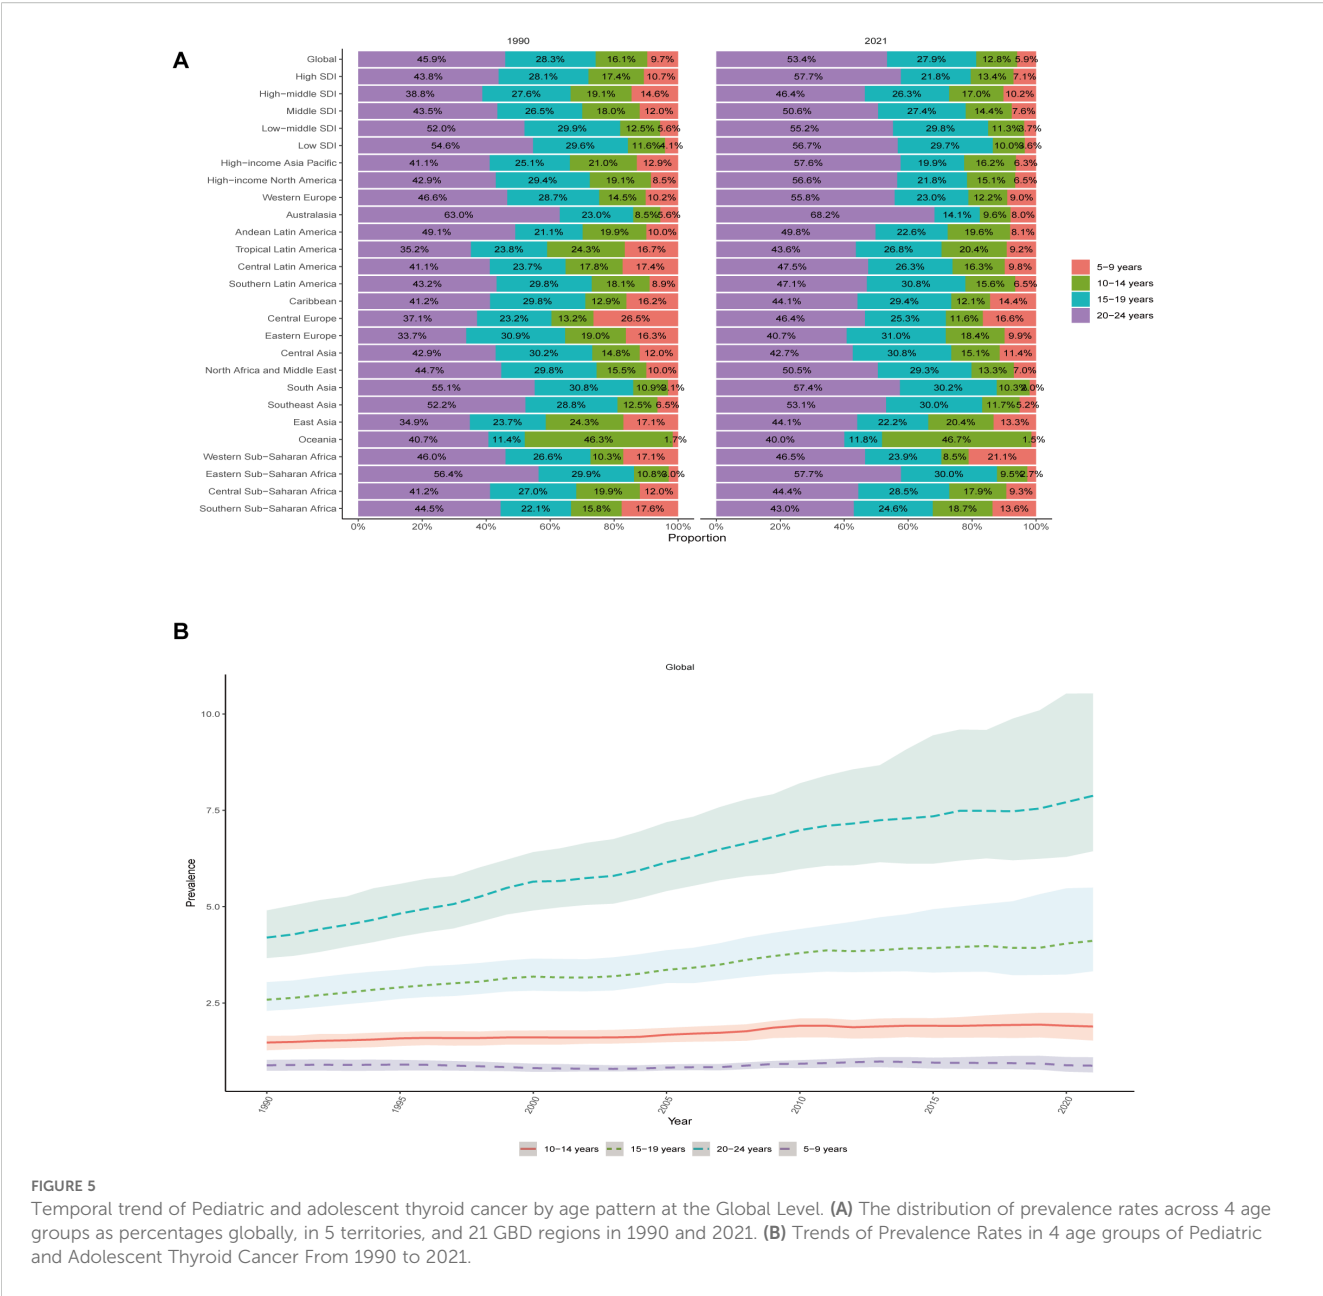 A
1990
2021
Global 45.9% 28.3% 16.1% 9.7% 53.4% 27.9% 12.8% 5.9%
High SDI 43.8% 28.1% 17.4% 10.7% 57.7% 21.8% 13.4% 7.1%
High−middle SDI 38.8% 27.6% 19.1% 14.6% 46.4% 26.3% 17.0% 10.2%
Middle SDI 43.5% 26.5% 18.0% 12.0% 50.6% 27.4% 14.4% 7.6%
Low−middle SDI 52.0% 29.9% 12.5% 5.6% 55.2% 29.8% 11.3% 3.7%
Low SDI 54.6% 29.6% 11.6% 4.1% 56.7% 29.7% 10.0% 3.6%
High−income Asia Pacific 41.1% 25.1% 21.0% 12.9% 57.6% 19.9% 16.2% 6.3%
High−income North America 42.9% 29.4% 19.1% 8.5% 56.6% 21.8% 15.1% 6.5%
Western Europe 46.6% 28.7% 14.5% 10.2% 55.8% 23.0% 12.2% 9.0%
Australasia 63.0% 23.0% 8.5% 5.6% 68.2% 14.1% 9.6% 8.0%
Andean Latin America 49.1% 21.1% 19.9% 10.0% 49.8% 22.6% 19.6% 8.1%
Tropical Latin America 35.2% 23.8% 24.3% 16.7% 43.6% 26.8% 20.4% 9.2%
Central Latin America 41.1% 23.7% 17.8% 17.4% 47.5% 26.3% 16.3% 9.8%
Southern Latin America 43.2% 29.8% 18.1% 8.9% 47.1% 30.8% 15.6% 6.5%
Caribbean 41.2% 29.8% 12.9% 16.2% 44.1% 29.4% 12.1% 14.4%
Central Europe 37.1% 23.2% 13.2% 26.5% 46.4% 25.3% 11.6% 16.6%
Eastern Europe 33.7% 30.9% 19.0% 16.3% 40.7% 31.0% 18.4% 9.9%
Central Asia 42.9% 30.2% 14.8% 12.0% 42.7% 30.8% 15.1% 11.4%
North Africa and Middle East 44.7% 29.8% 15.5% 10.0% 50.5% 29.3% 13.3% 7.0%
South Asia 55.1% 30.8% 10.9% 3.1% 57.4% 30.2% 10.3% 2.0%
Southeast Asia 52.2% 28.8% 12.5% 6.5% 53.1% 30.0% 11.7% 5.2%
East Asia 34.9% 23.7% 24.3% 17.1% 44.1% 22.2% 20.4% 13.3%
Oceania 40.7% 11.4% 46.3% 1.7% 40.0% 11.8% 46.7% 1.5%
Western Sub−Saharan Africa 46.0% 26.6% 10.3% 17.1% 46.5% 23.9% 8.5% 21.1%
Eastern Sub−Saharan Africa 56.4% 29.9% 10.8% 3.0% 57.7% 30.0% 9.5% 2.7%
Central Sub−Saharan Africa 41.2% 27.0% 19.9% 12.0% 44.4% 28.5% 17.9% 9.3%
Southern Sub−Saharan Africa 44.5% 22.1% 15.8% 17.6% 43.0% 24.6% 18.7% 13.6%
0% 20% 40% 60% 80% 100% 0% 20% 40% 60% 80% 100%
Proportion
5−9 years
10−14 years
15−19 years
20−24 years
B
Global
10.0
7.5
5.0
2.5
Prevalence
1990 1995 2000 2005 2010 2015 2020
Year
10−14 years 15−19 years 20−24 years 5−9 years
FIGURE 5
Temporal trend of Pediatric and adolescent thyroid cancer by age pattern at the Global Level. (A) The distribution of prevalence rates across 4 age
groups as percentages globally, in 5 territories, and 21 GBD regions in 1990 and 2021. (B) Trends of Prevalence Rates in 4 age groups of Pediatric
and Adolescent Thyroid Cancer From 1990 to 2021.